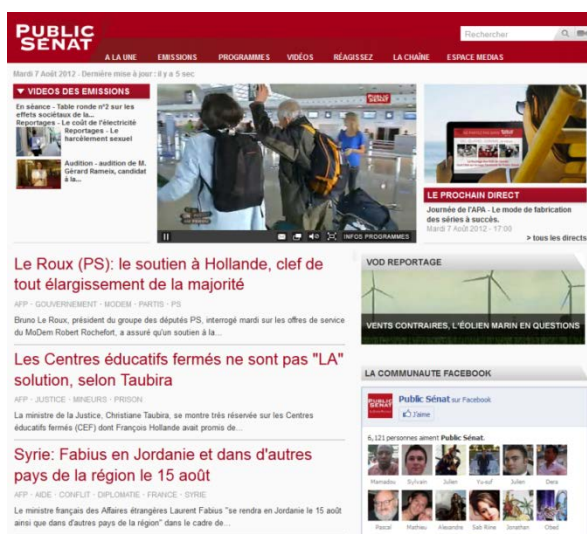 PUBLIC
SÉNAT
Rechercher
A LA UNE EMISSIONS PROGRAMMES VIDÉOS RÉAGISSEZ LA CHAÎNE ESPACE MEDIAS
Mardi 7 Août 2012 - Dernière mise à jour : il y a 5 sec
VIDEOS DES EMISSIONS
En séance - Table ronde n°2 sur les
effets sociétaux de la...
Reportages - Le coût de l'électricité
Reportages - Le
harcèlement sexuel
Audition - audition de M.
Gérard Rameix, candidat
à la...
INFOS PROGRAMMES
LE PROCHAIN DIRECT
Journée de l'APA - Le mode de fabrication
des séries à succés.
Mardi 7 Août 2012 - 17:00
> tous les directs
Le Roux (PS): le soutien à Hollande, clef de
tout élargissement de la majorité
AFP - GOUVERNEMENT - MODEM - PARTIS - PS
Bruno Le Roux, président du groupe des députés PS, interrogé mardi sur les offres de service
du MoDem Robert Rochefort, a assuré qu'un soutien à la...
Les Centres éducatifs fermés ne sont pas "LA"
solution, selon Taubira
AFP - JUSTICE - MINEURS - PRISON
La ministre de la Justice, Christiane Taubira, se montre très réservée sur les Centres
éducatifs fermés (CEF) dont François Hollande avait promis de...
Syrie: Fabius en Jordanie et dans d'autres
pays de la région le 15 août
AFP - AIDE - CONFLIT - DIPLOMATIE - FRANCE - SYRIE
Le ministre français des Affaires étrangères Laurent Fabius "se rendra en Jordanie le 15 août
ainsi que dans d'autres pays de la région" dans le cadre de...
VOD REPORTAGE
VENTS CONTRAIRES, L'ÉOLIEN MARIN EN QUESTIONS
LA COMMUNAUTE FACEBOOK
PUBLIC
SÉNAT
Public Sénat sur Facebook
J'aime
6,121 personnes aiment Public Sénat.
Mamadou Sylvain Julien Yusuf Julien Dera
Pascal Mathieu Alexandre Sab Rine Jonathan Obed